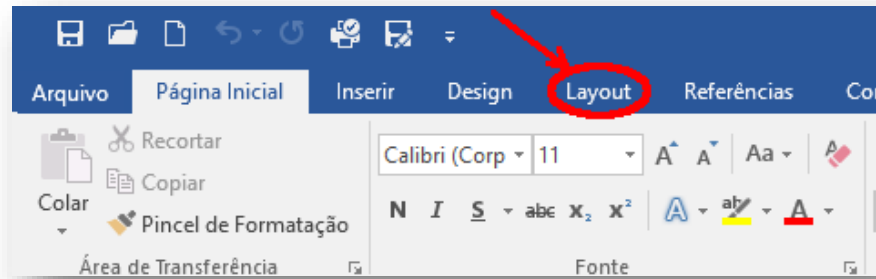 Arquivo Página Inicial Inserir Design Layout Referências
Recortar
Calibri (Corp 11 A A Aa
Copiar
Colar
N I S abc x₂ x² A ab A
Pincel de Formatação
Área de Transferência Fonte